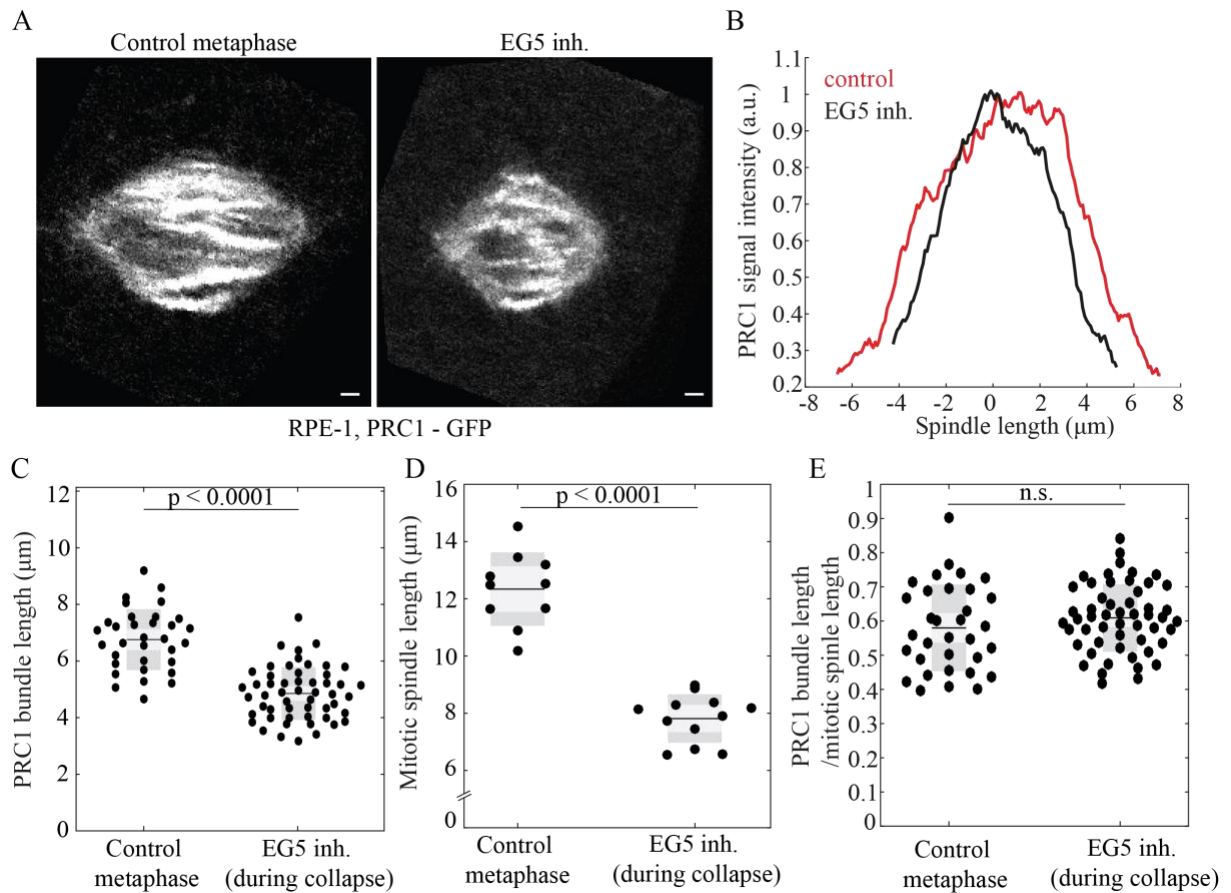 A
Control metaphase
EG5 inh.
RPE-1, PRC1 - GFP
B
control
EG5 inh.
PRC1 signal intensity (a.u.)
1.1
1
0.9
0.8
0.7
0.6
0.5
0.4
0.3
0.2
-8 -6 -4 -2 0 2 4 6 8
Spindle length (μm)
C
p < 0.0001
PRC1 bundle length (μm)
12
10
8
6
4
2
0
Control
metaphase
EG5 inh.
(during collapse)
D
p < 0.0001
Mitotic spindle length (μm)
16
14
12
10
8
6
0
Control
metaphase
EG5 inh.
(during collapse)
E
n.s.
PRC1 bundle length
/mitotic spinle length
1
0.9
0.8
0.7
0.6
0.5
0.4
0.3
0.2
0.1
0
Control
metaphase
EG5 inh.
(during collapse)